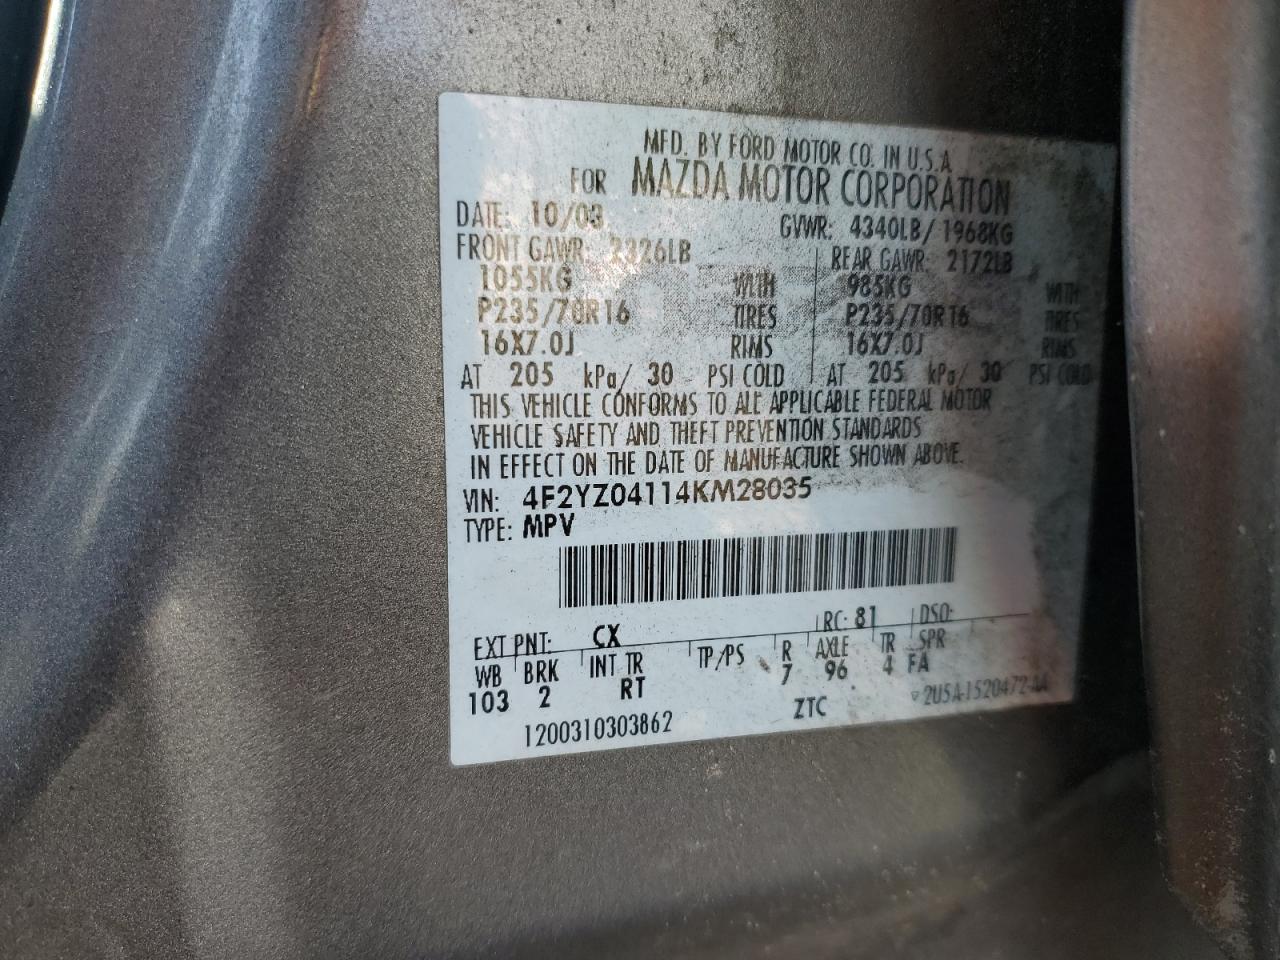 MFD. BY FORD MOTOR CO. IN U.S.A.
FOR MAZDA MOTOR CORPORATION
DATE: 10/03 GVWR: 4340LB/1968KG
FRONT GAWR: 2326LB REAR GAWR: 2172LB
1055KG WITH 985KG WITH
P235/70R16 TIRES P235/70R16 TIRES
16X7.0J RIMS 16X7.0J RIMS
AT 205 kPa/ 30 PSI COLD AT 205 kPa/ 30 PSI COLD
THIS VEHICLE CONFORMS TO ALL APPLICABLE FEDERAL MOTOR
VEHICLE SAFETY AND THEFT PREVENTION STANDARDS
IN EFFECT ON THE DATE OF MANUFACTURE SHOWN ABOVE.
VIN: 4F2YZ04114KM28035
TYPE: MPV
EXT PNT: CX RC: 81 DSO:
WB BRK INT TR TP/PS R AXLE TR SPR
103 2 RT 7 96 4 FA
1200310303862 ZTC 2U5A-1520472-AA